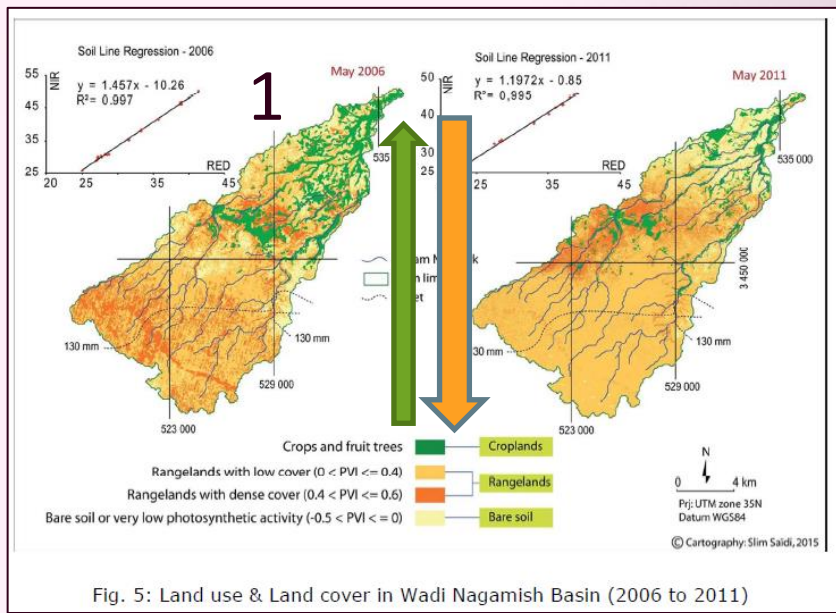 Soil Line Regression - 2006
May 2006
NIR
55
45
35
25
y = 1.457x - 10.26
R²= 0.997
RED
20
25
35
45
1
535
130 mm
130 mm
529 000
523 000
Soil Line Regression - 2011
May 2011
NIR
50
40
30
y = 1.1972x - 0.85
R² = 0,995
RED
25
35
45
535 000
3 450 000
30 mm
130 mm
529 000
523 000
Crops and fruit trees
Croplands
Rangelands with low cover (0 < PVI <= 0.4)
Rangelands
Rangelands with dense cover (0.4 < PVI <= 0.6)
Bare soil or very low photosynthetic activity (-0.5 < PVI <= 0)
Bare soil
N
0 4 km
Prj: UTM zone 35N
Datum WGS84
© Cartography: Slim Saïdi, 2015
Fig. 5: Land use & Land cover in Wadi Nagamish Basin (2006 to 2011)